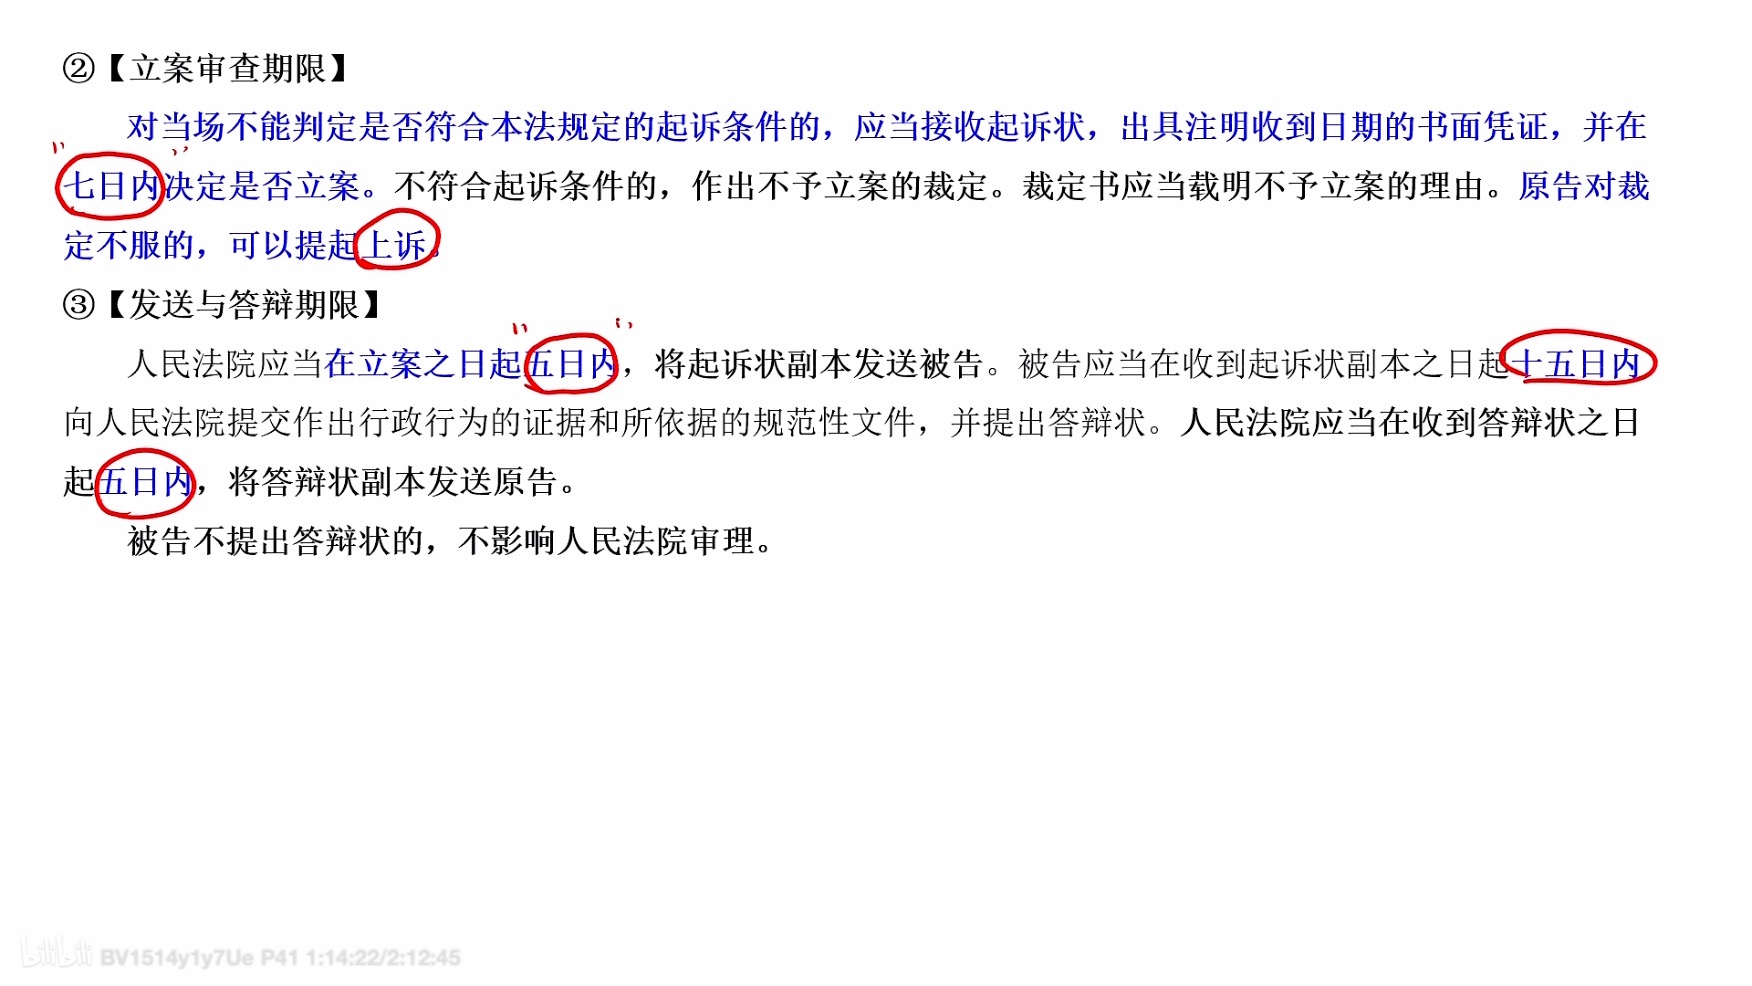 ②【立案审查期限】
对当场不能判定是否符合本法规定的起诉条件的，应当接收起诉状，出具注明收到日期的书面凭证，并在
七日内决定是否立案。不符合起诉条件的，作出不予立案的裁定。裁定书应当载明不予立案的理由。原告对裁
定不服的，可以提起上诉。
③【发送与答辩期限】
人民法院应当在立案之日起五日内，将起诉状副本发送被告。被告应当在收到起诉状副本之日起十五日内
向人民法院提交作出行政行为的证据和所依据的规范性文件，并提出答辩状。人民法院应当在收到答辩状之日
起五日内，将答辩状副本发送原告。
被告不提出答辩状的，不影响人民法院审理。
bilibili BV1514y1y7Ue P41 1:14:22/2:12:45